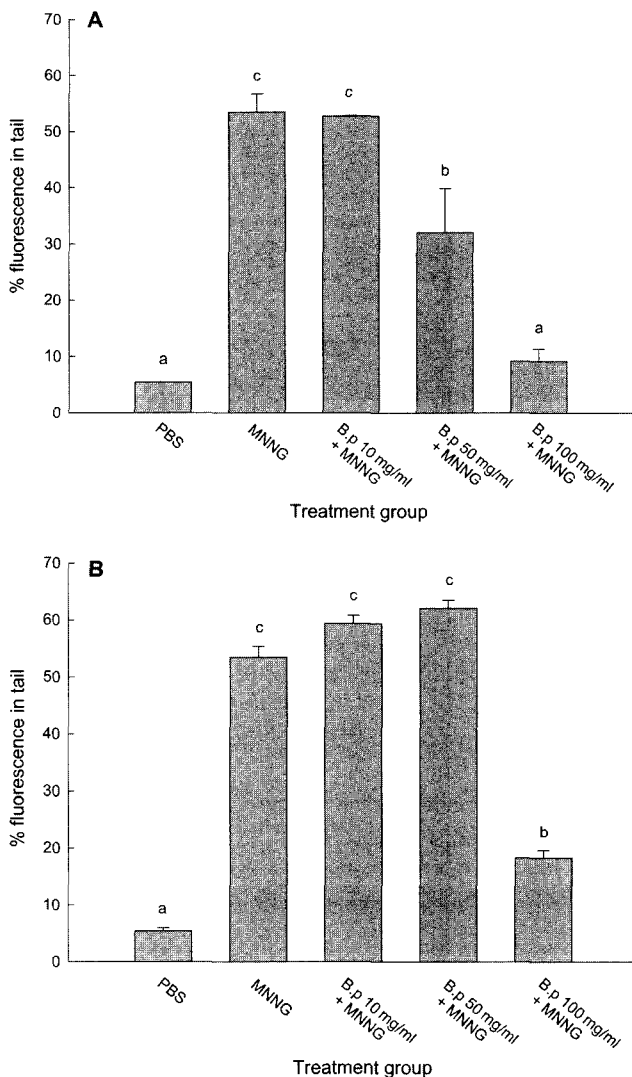 A
70
60
50
40
30
20
10
0
% fluorescence in tail
a
c
c
b
a
PBS
MNNG
B.p 10 mg/ml
+ MNNG
B.p 50 mg/ml
+ MNNG
B.p 100 mg/ml
+ MNNG
Treatment group
B
70
60
50
40
30
20
10
0
% fluorescence in tail
a
c
c
c
b
PBS
MNNG
B.p 10 mg/ml
+ MNNG
B.p 50 mg/ml
+ MNNG
B.p 100 mg/ml
+ MNNG
Treatment group